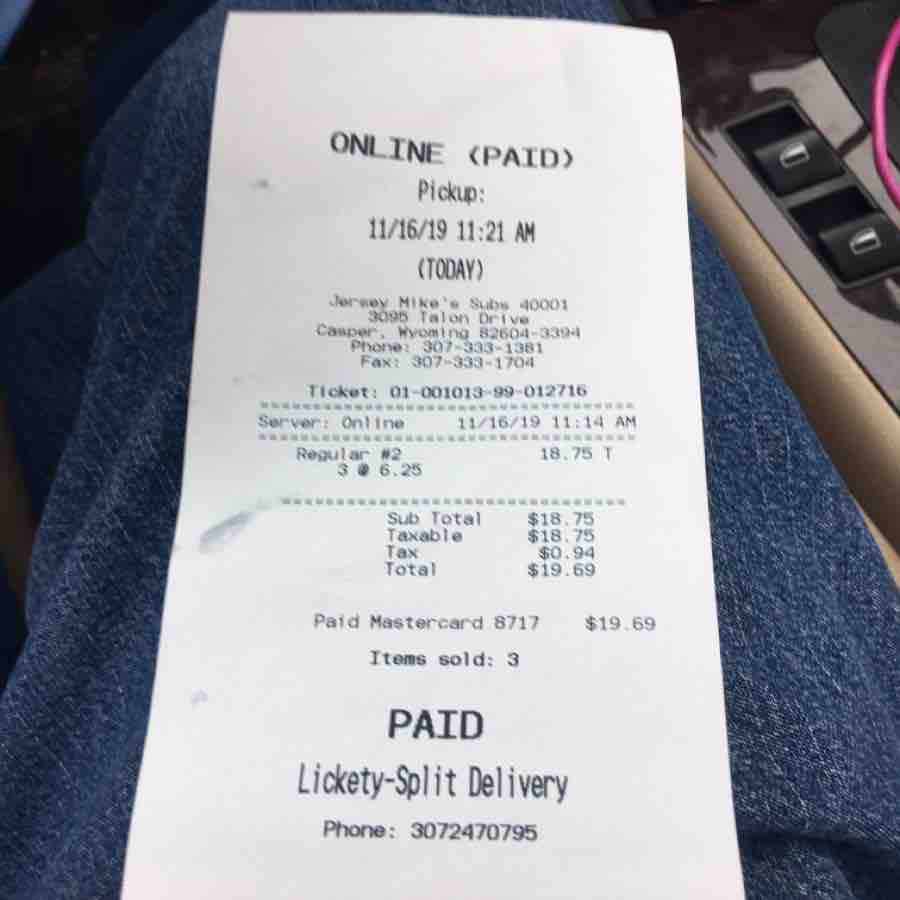 ONLINE (PAID)
Pickup:
11/16/19 11:21 AM
(TODAY)
Jersey Mike's Subs 40001
3095 Talon Drive
Casper, Wyoming 82604-3394
Phone: 307-333-1381
Fax: 307-333-1704
Ticket: 01-001013-99-012716
Server: Online 11/16/19 11:14 AM
Regular #2 18.75 T
3 @ 6.25
Sub Total $18.75
Taxable $18.75
Tax $0.94
Total $19.69
Paid Mastercard 8717 $19.69
Items sold: 3
PAID
Lickety-Split Delivery
Phone: 3072470795